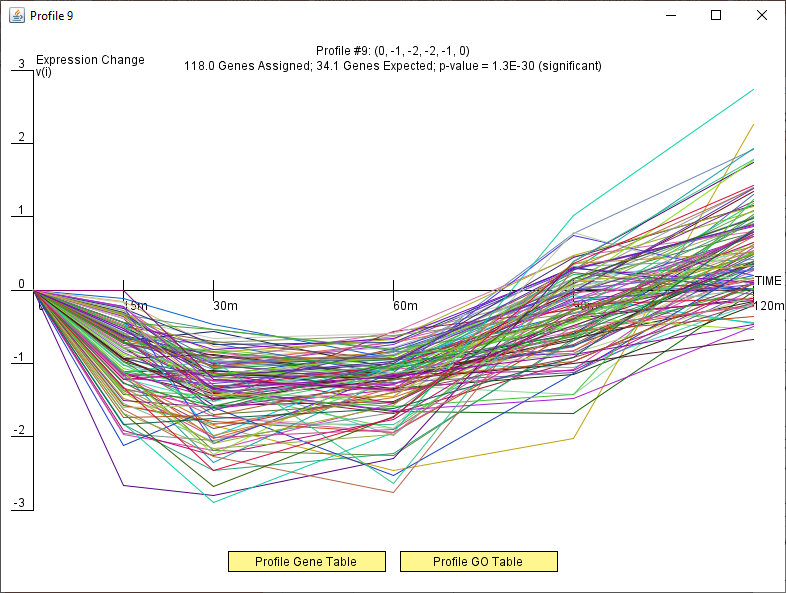 Profile 9
Profile #9: (0, -1, -2, -2, -1, 0)
118.0 Genes Assigned; 34.1 Genes Expected; p-value = 1.3E-30 (significant)
Expression Change
v(i)
3
2
1
0
-1
-2
-3
TIME
30m
60m
120m
Profile Gene Table
Profile GO Table